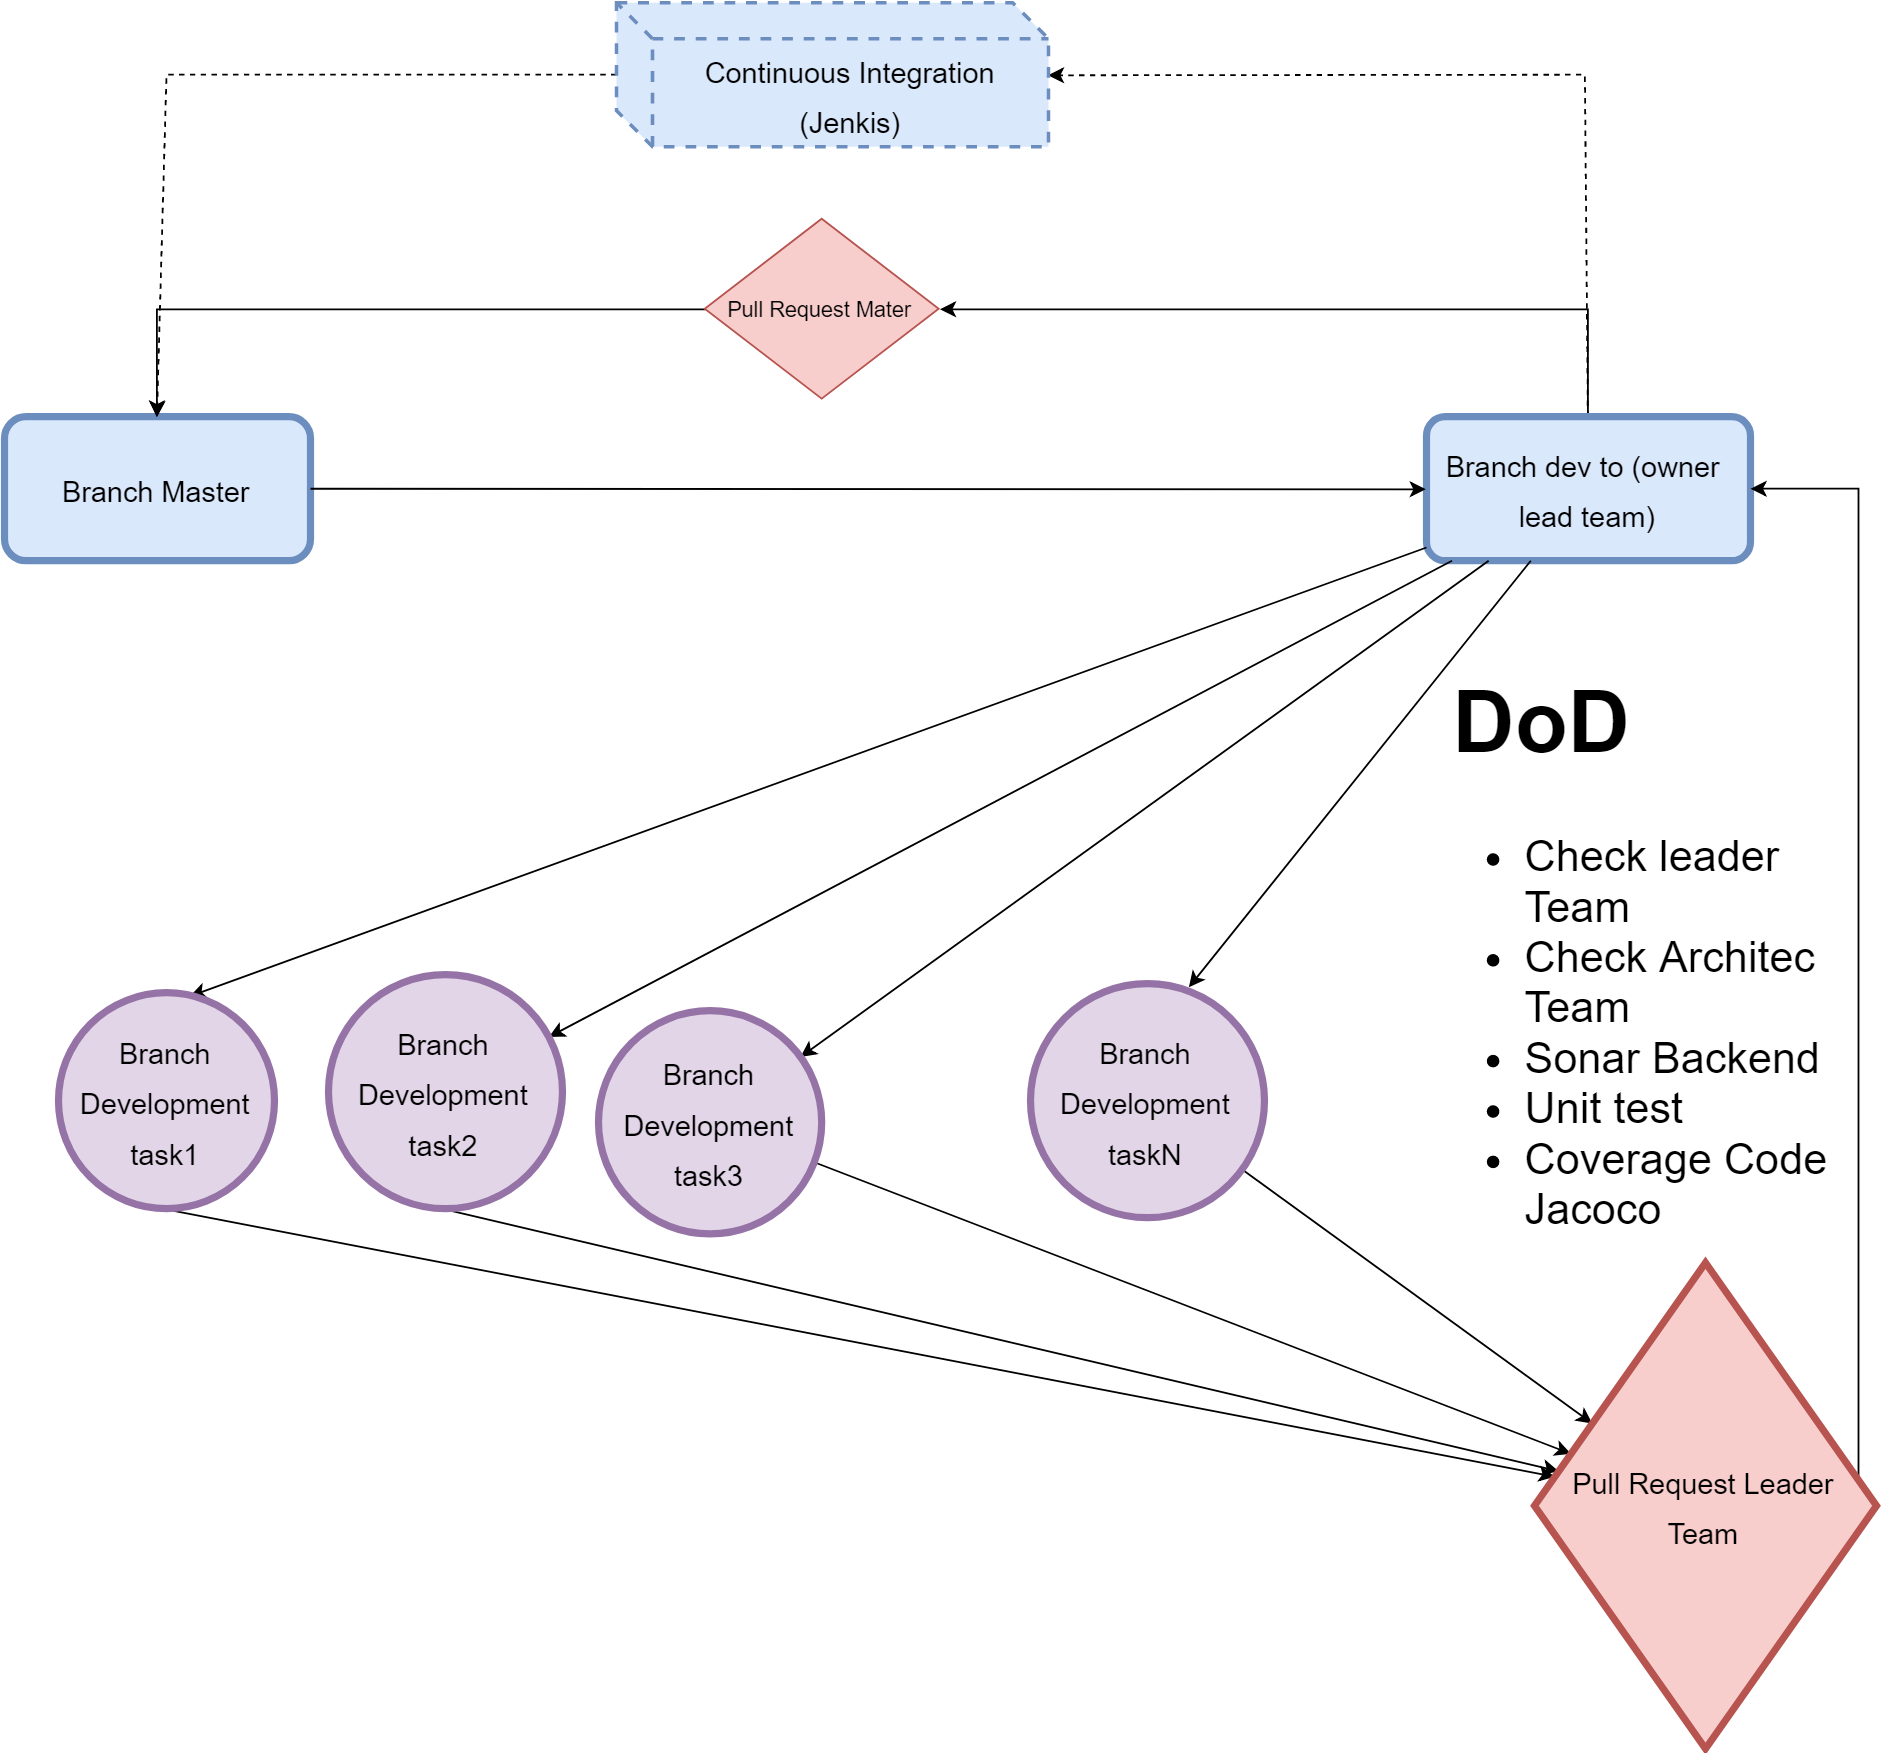 Continuous Integration
(Jenkis)
Pull Request Mater
Branch Master
Branch dev to (owner
lead team)
DoD
• Check leader
Team
• Check Architec
Team
• Sonar Backend
• Unit test
• Coverage Code
Jacoco
Branch
Development
task1
Branch
Development
task2
Branch
Development
task3
Branch
Development
taskN
Pull Request Leader
Team